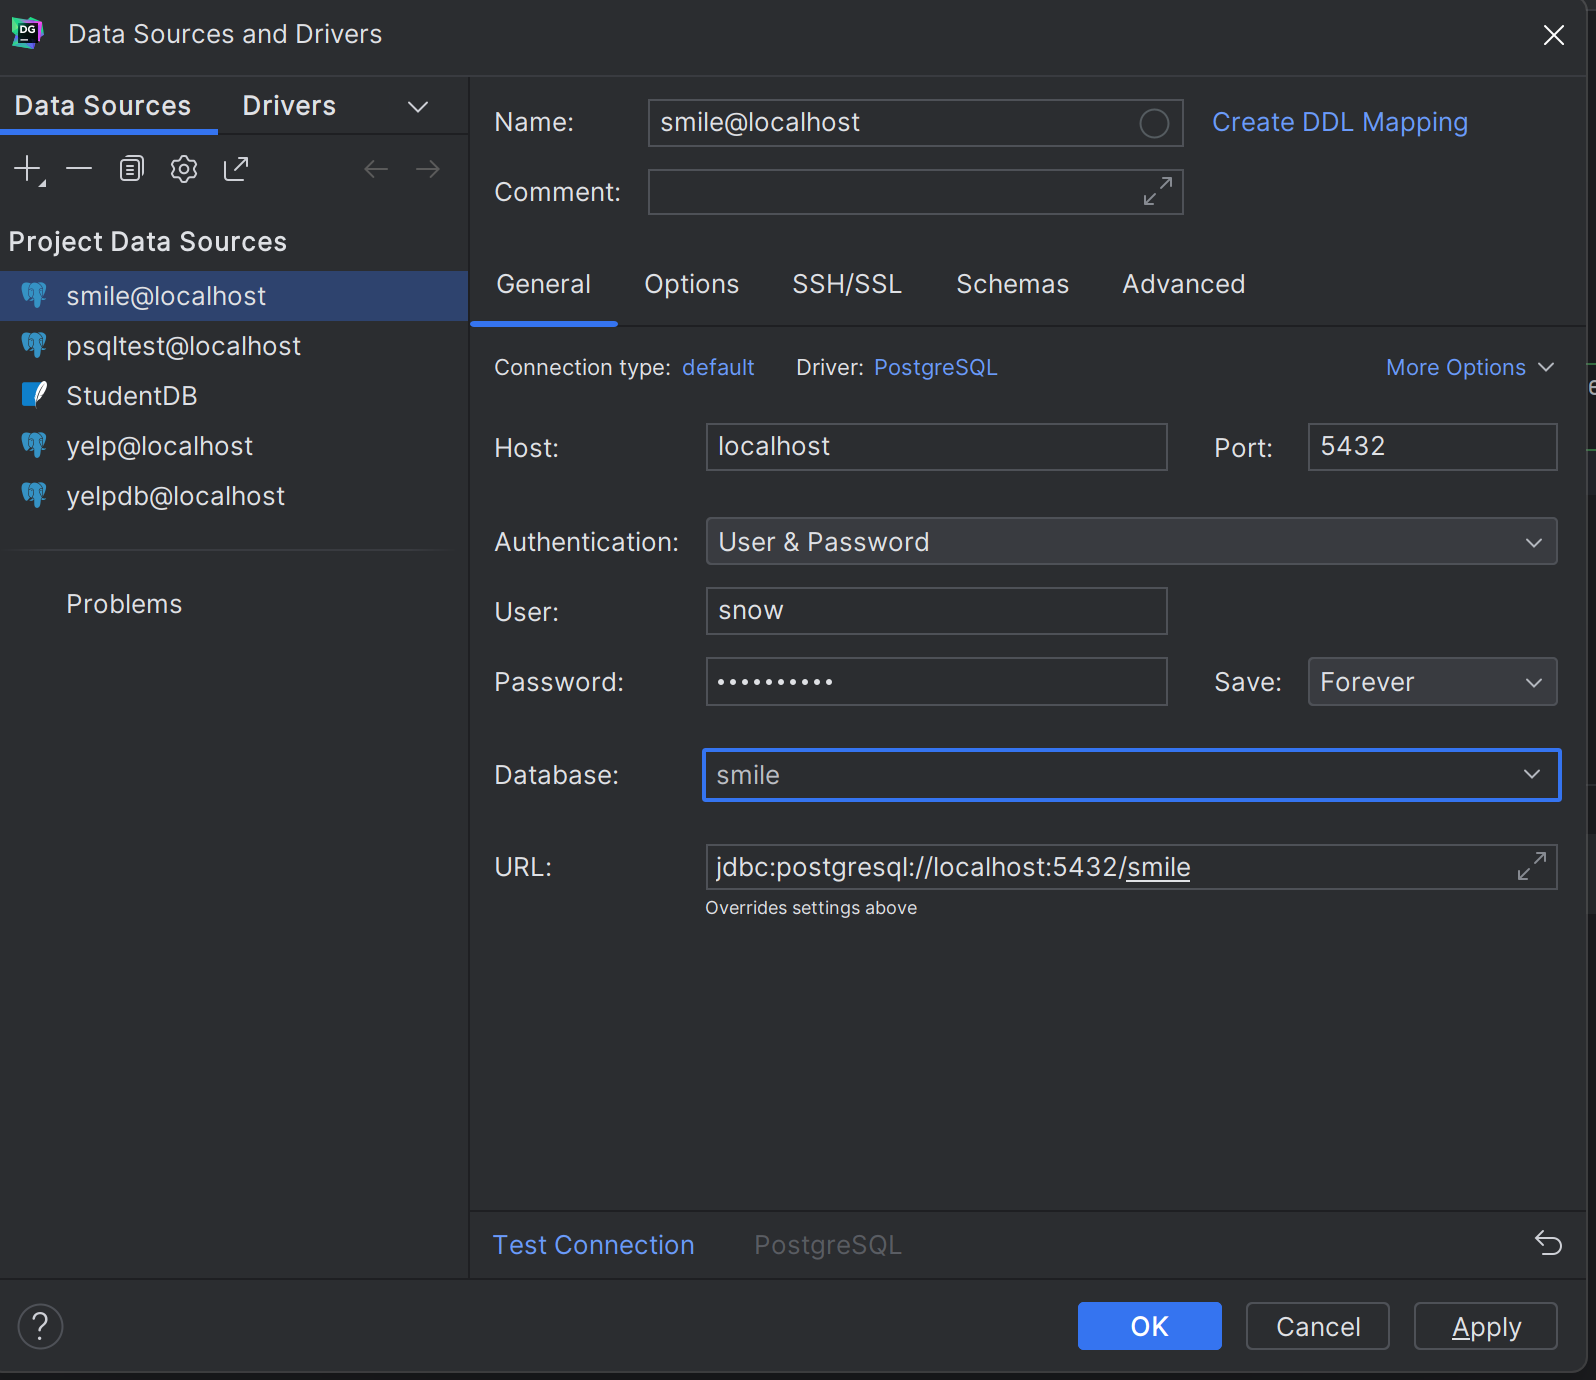 DG Data Sources and Drivers
Data Sources Drivers
Project Data Sources
smile@localhost
psqltest@localhost
StudentDB
yelp@localhost
yelpdb@localhost
Problems
Name: smile@localhost Create DDL Mapping
Comment:
General Options SSH/SSL Schemas Advanced
Connection type: default Driver: PostgreSQL More Options
Host: localhost Port: 5432
Authentication: User & Password
User: snow
Password: •••••••••• Save: Forever
Database: smile
URL: jdbc:postgresql://localhost:5432/smile
Overrides settings above
Test Connection PostgreSQL
? OK Cancel Apply